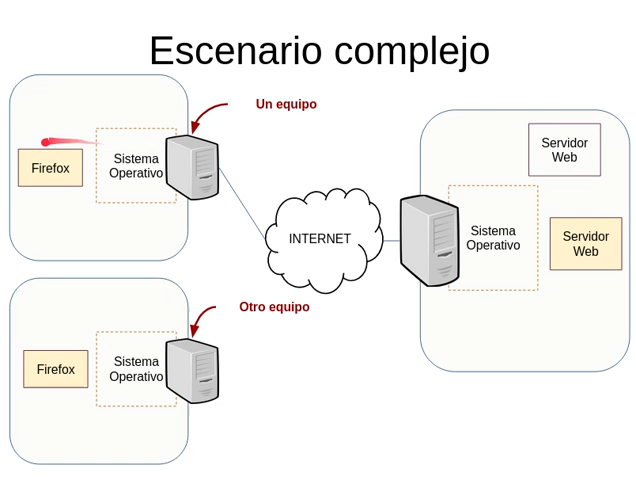 Escenario complejo
Un equipo
Firefox
Sistema
Operativo
INTERNET
Servidor
Web
Sistema
Operativo
Servidor
Web
Otro equipo
Firefox
Sistema
Operativo